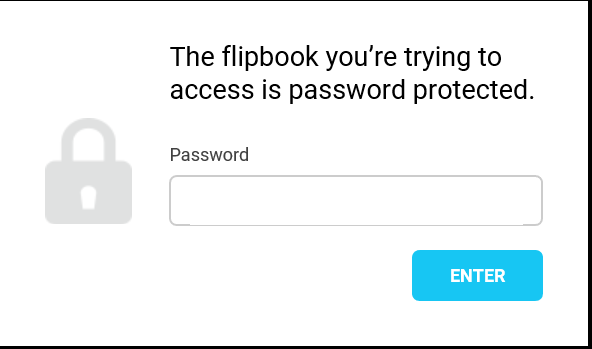 The flipbook you’re trying to
access is password protected.
Password
ENTER